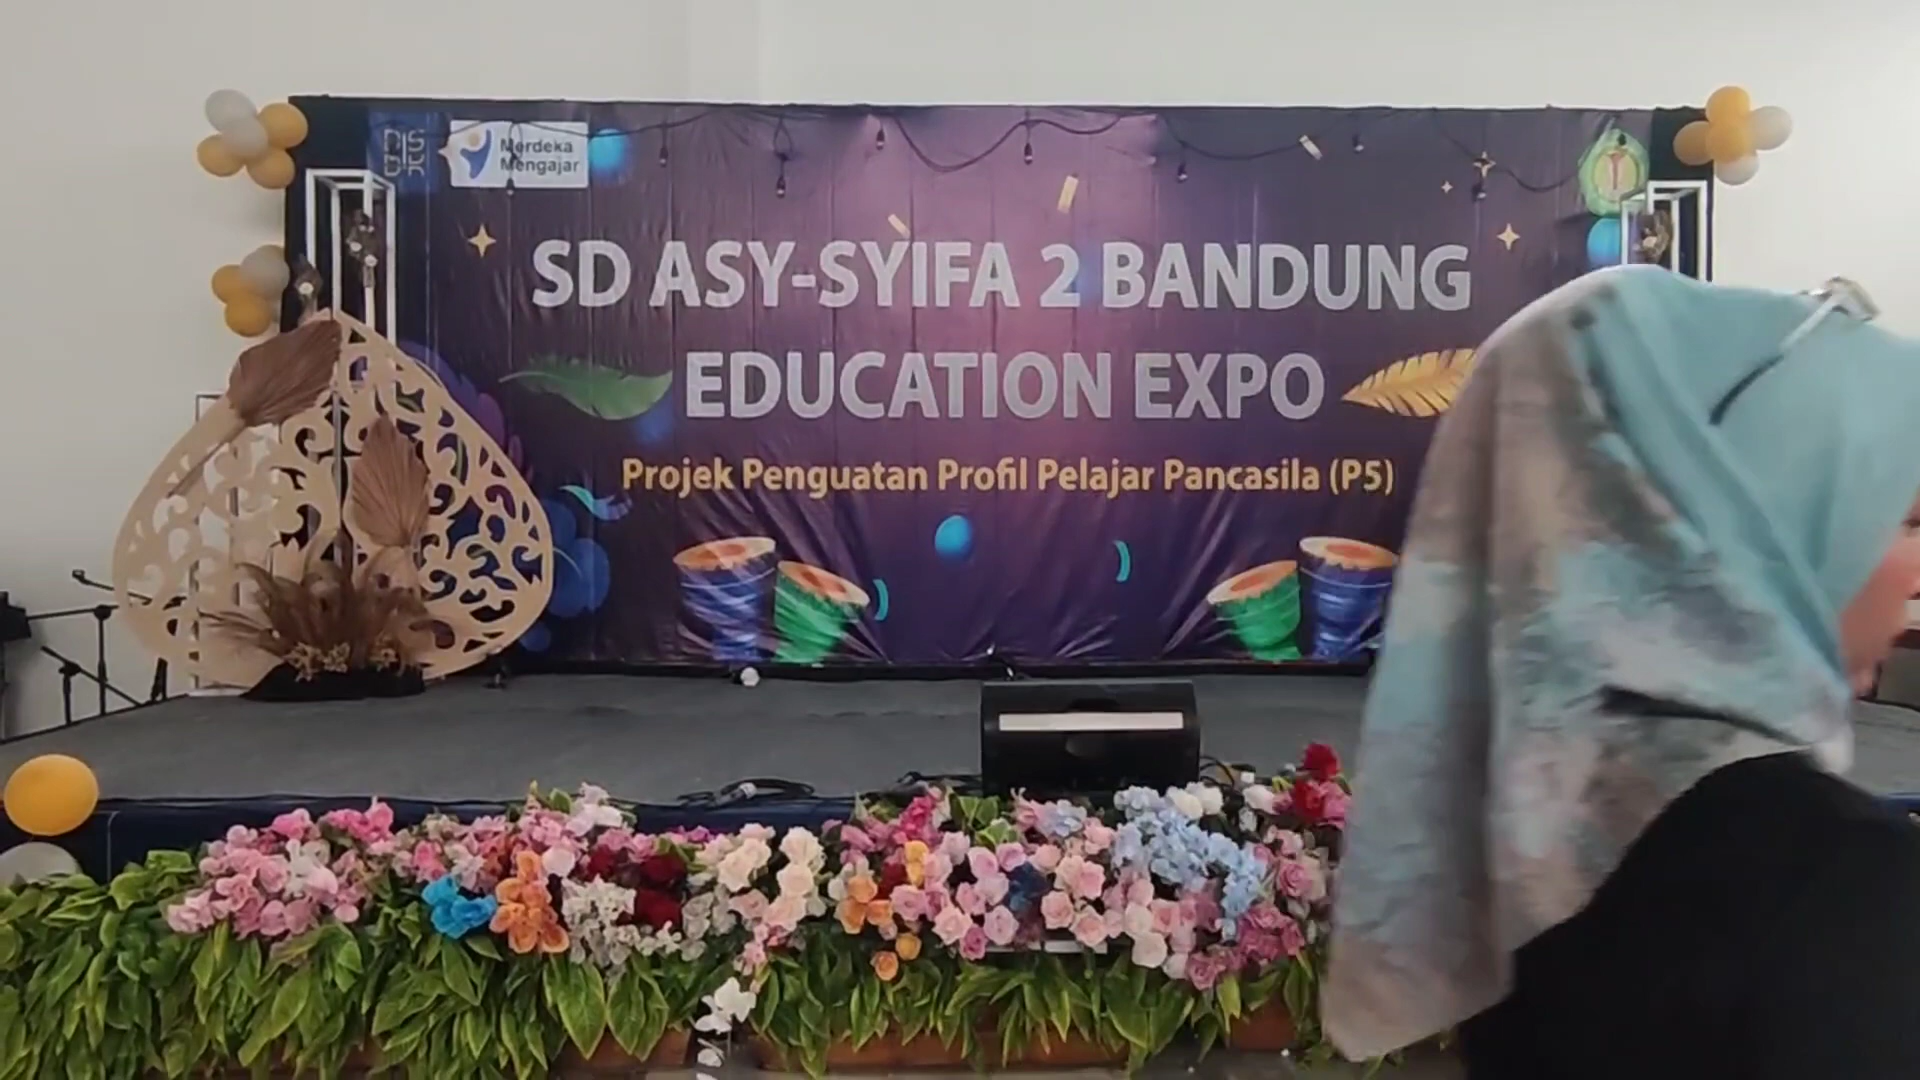 Merdeka
Mengajar
SD ASY-SYIFA 2 BANDUNG
EDUCATION EXPO
Projek Penguatan Profil Pelajar Pancasila (P5)